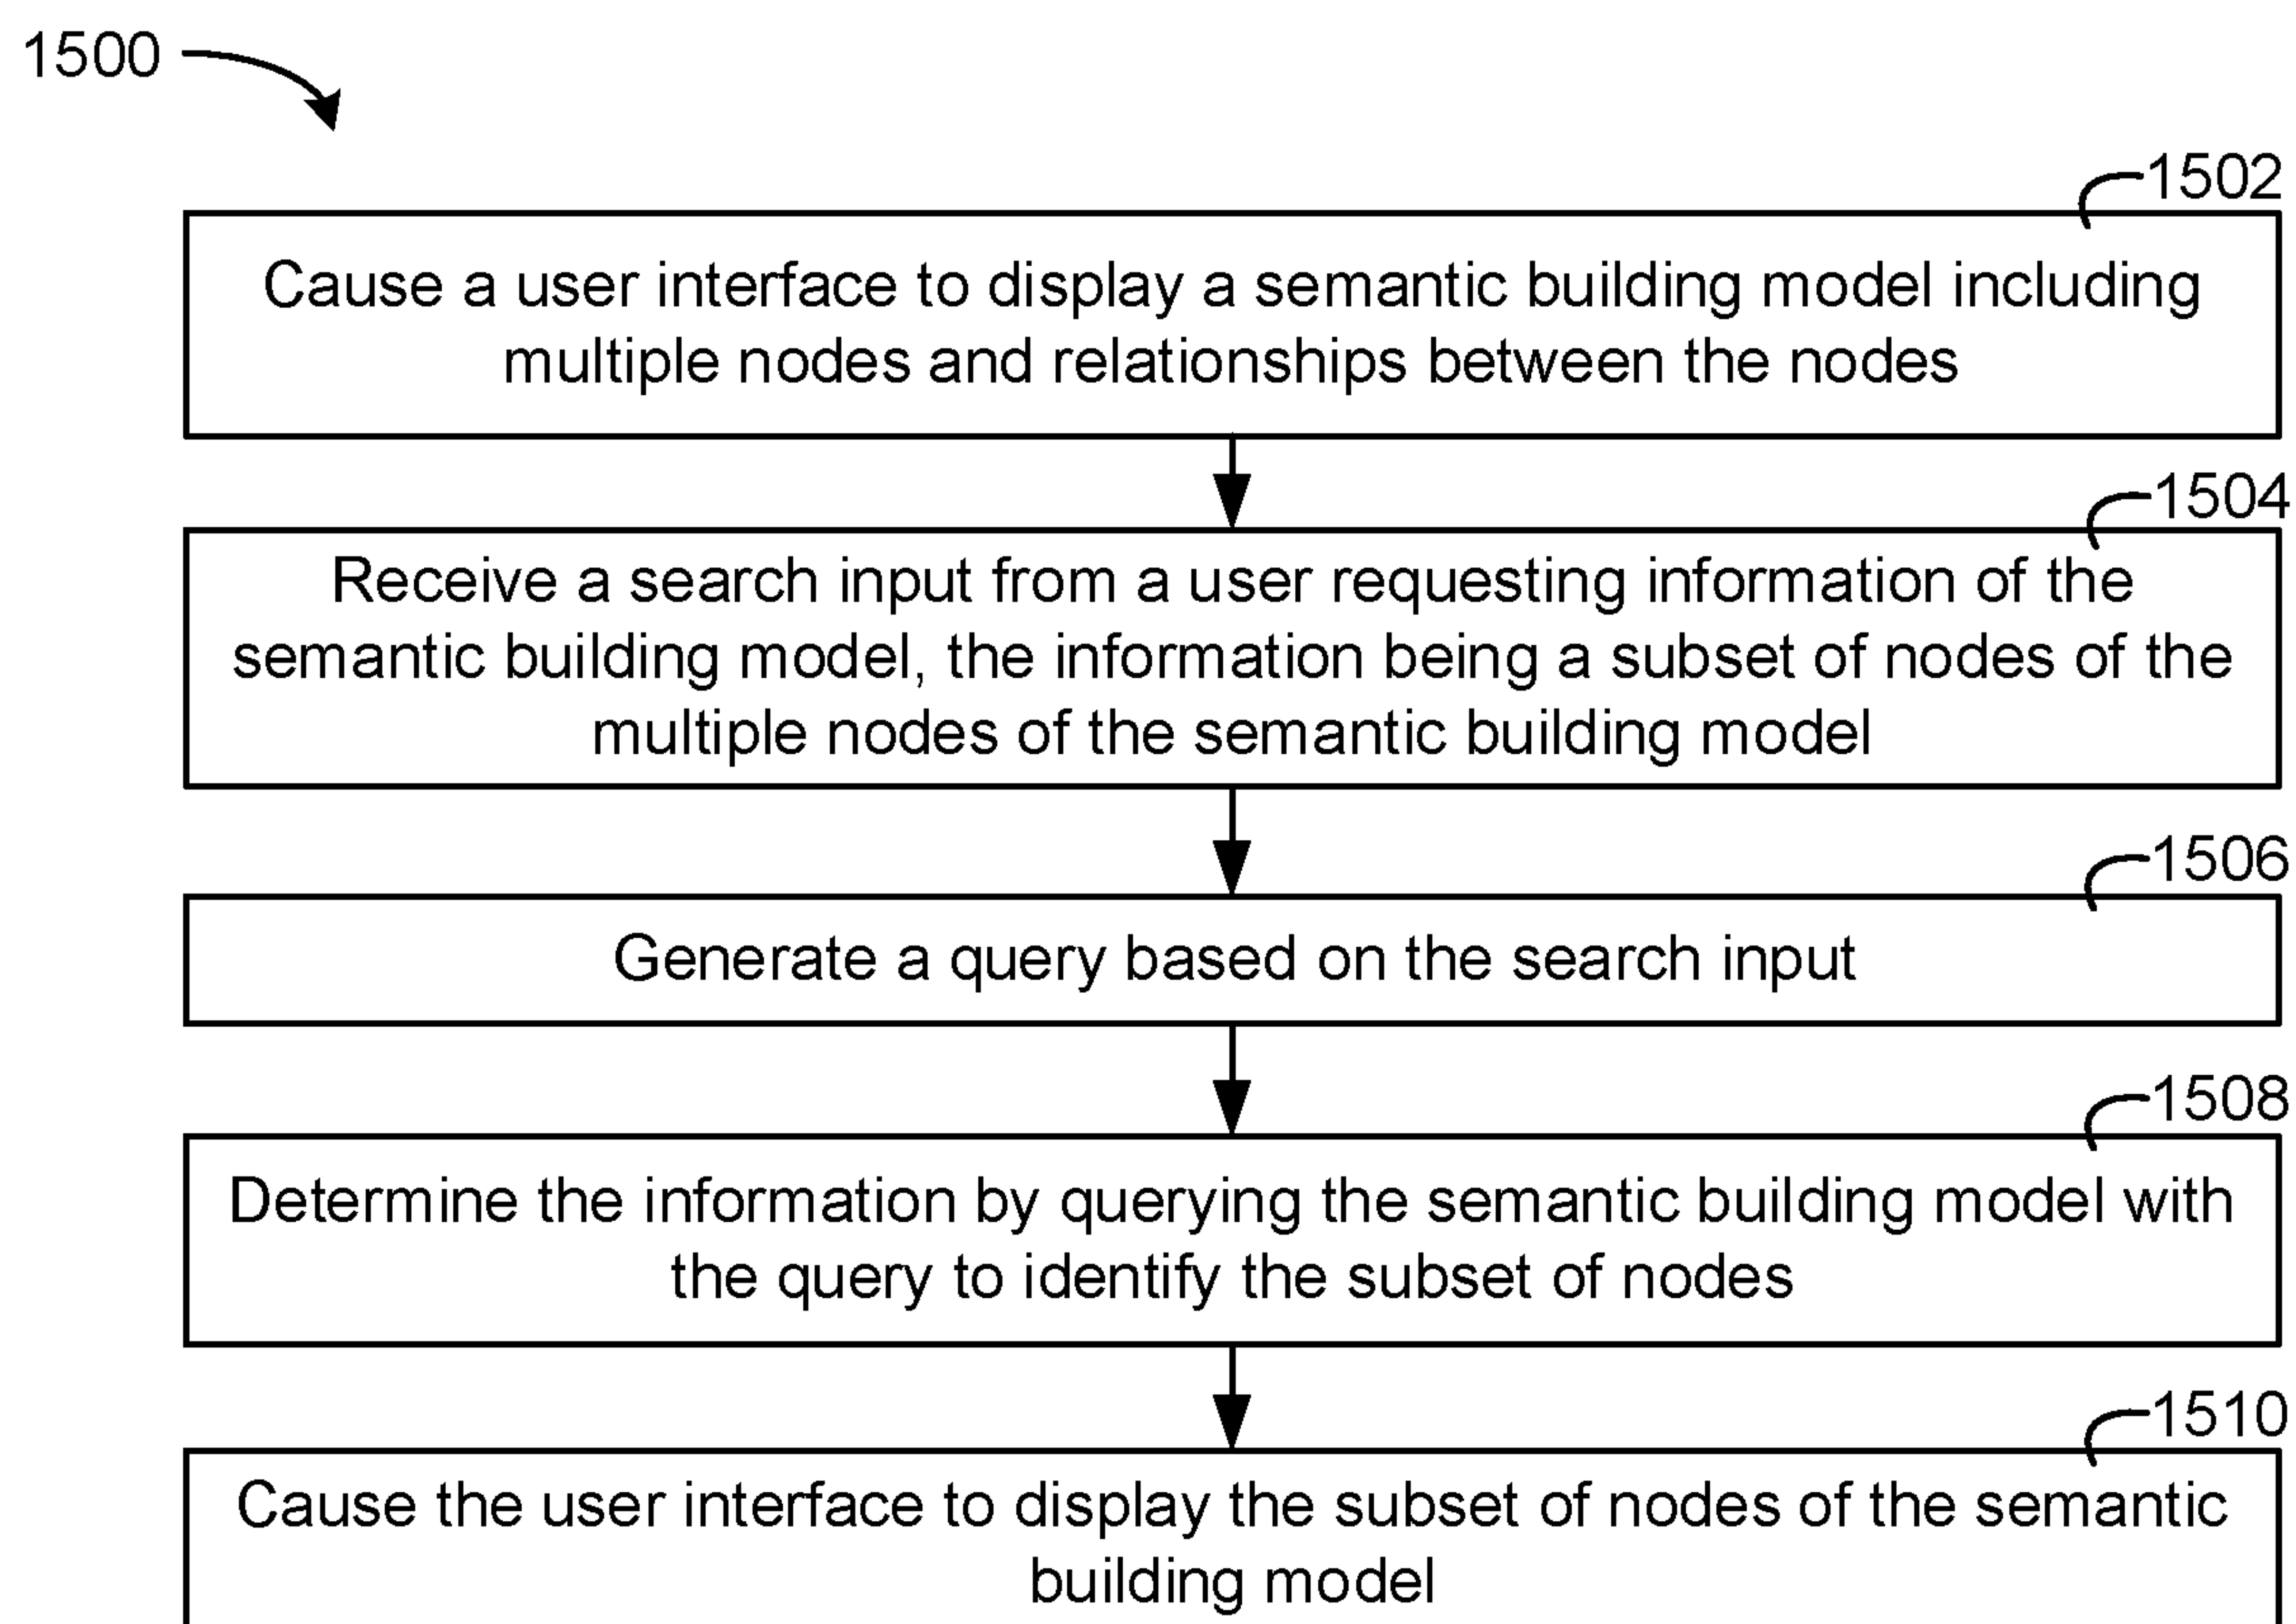 1500
1502
Cause a user interface to display a semantic building model including
multiple nodes and relationships between the nodes
1504
Receive a search input from a user requesting information of the
semantic building model, the information being a subset of nodes of the
multiple nodes of the semantic building model
1506
Generate a query based on the search input
1508
Determine the information by querying the semantic building model with
the query to identify the subset of nodes
1510
Cause the user interface to display the subset of nodes of the semantic
building model